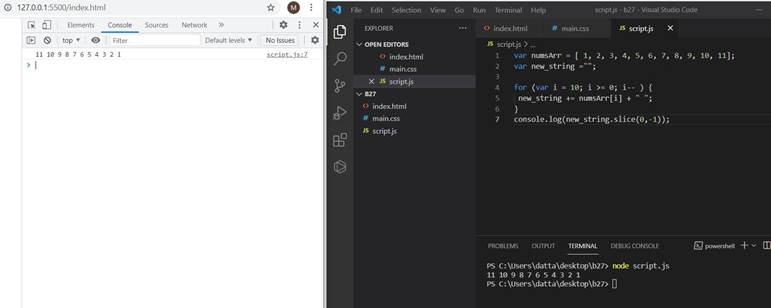 127.0.0.1:5500/index.html
M
Elements Console Sources Network »
top ▾ Filter Default levels ▾ No Issues
11 10 9 8 7 6 5 4 3 2 1 script.js:7
>
File Edit Selection View Go Run Terminal Help script.js - b27 - Visual Studio Code
EXPLORER ...
OPEN EDITORS
index.html
main.css
JS script.js
B27
index.html
main.css
JS script.js
index.html # main.css JS script.js
JS script.js > ...
1 var numsArr = [ 1, 2, 3, 4, 5, 6, 7, 8, 9, 10, 11];
2 var new_string ="";
3
4 for (var i = 10; i >= 0; i-- ) {
5 new_string += numsArr[i] + " ";
6 }
7 console.log(new_string.slice(0,-1));
PROBLEMS OUTPUT TERMINAL DEBUG CONSOLE powershell
PS C:\Users\datta\desktop\b27> node script.js
11 10 9 8 7 6 5 4 3 2 1
PS C:\Users\datta\desktop\b27>